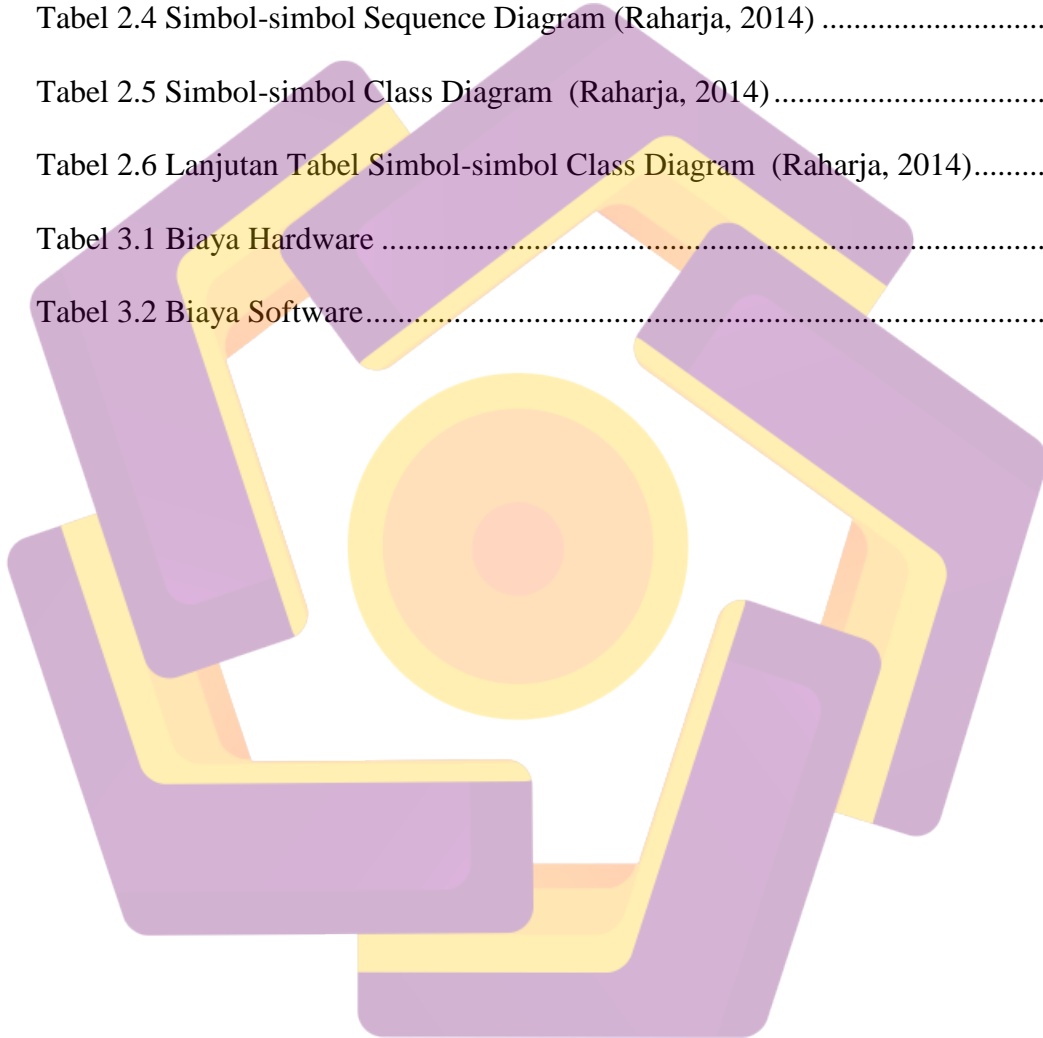 Tabel 2.4 Simbol-simbol Sequence Diagram (Raharja, 2014) ............................
Tabel 2.5 Simbol-simbol Class Diagram  (Raharja, 2014)..................................
Tabel 2.6 Lanjutan Tabel Simbol-simbol Class Diagram  (Raharja, 2014).........
Tabel 3.1 Biaya Hardware ...................................................................................
Tabel 3.2 Biaya Software.....................................................................................